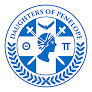 DAUGHTERS OF PENELOPE
Θ π